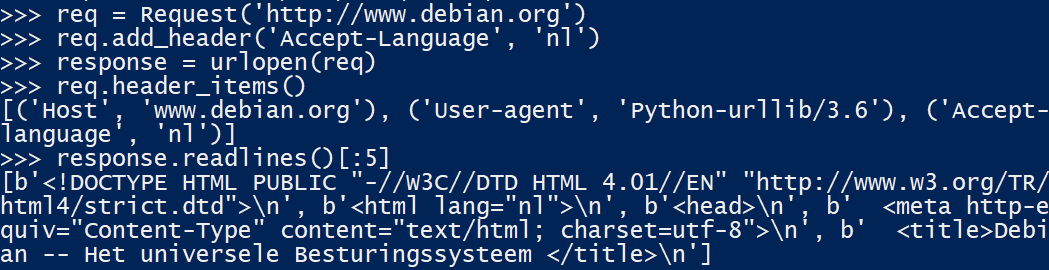 >>> req = Request('http://www.debian.org')
>>> req.add_header('Accept-Language', 'nl')
>>> response = urlopen(req)
>>> req.header_items()
[('Host', 'www.debian.org'), ('User-agent', 'Python-urllib/3.6'), ('Accept-
language', 'nl')]
>>> response.readlines()[:5]
[b'<!DOCTYPE HTML PUBLIC "-//W3C//DTD HTML 4.01//EN" "http://www.w3.org/TR/
html4/strict.dtd">\n', b'<html lang="nl">\n', b'<head>\n', b'  <meta http-e
quiv="Content-Type" content="text/html; charset=utf-8">\n', b'  <title>Debi
an -- Het universele Besturingssysteem </title>\n']